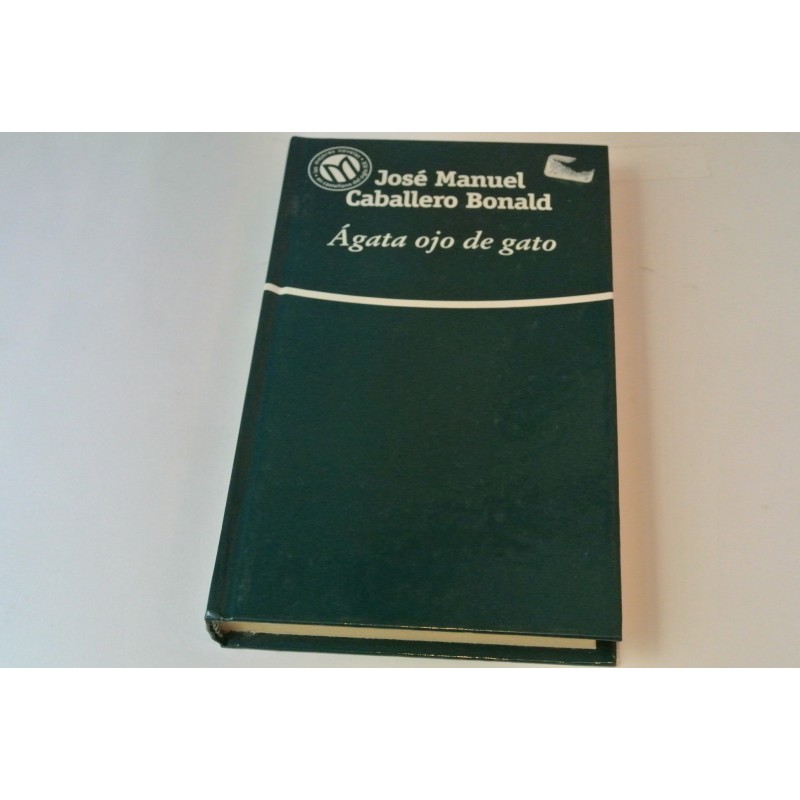 José Manuel
Caballero Bonald
Ágata ojo de gato